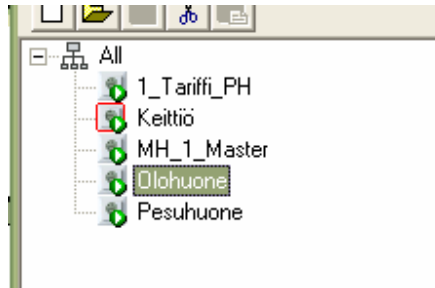 All
1_Tariffi_PH
Keittiö
MH_1_Master
Olohuone
Pesuhuone